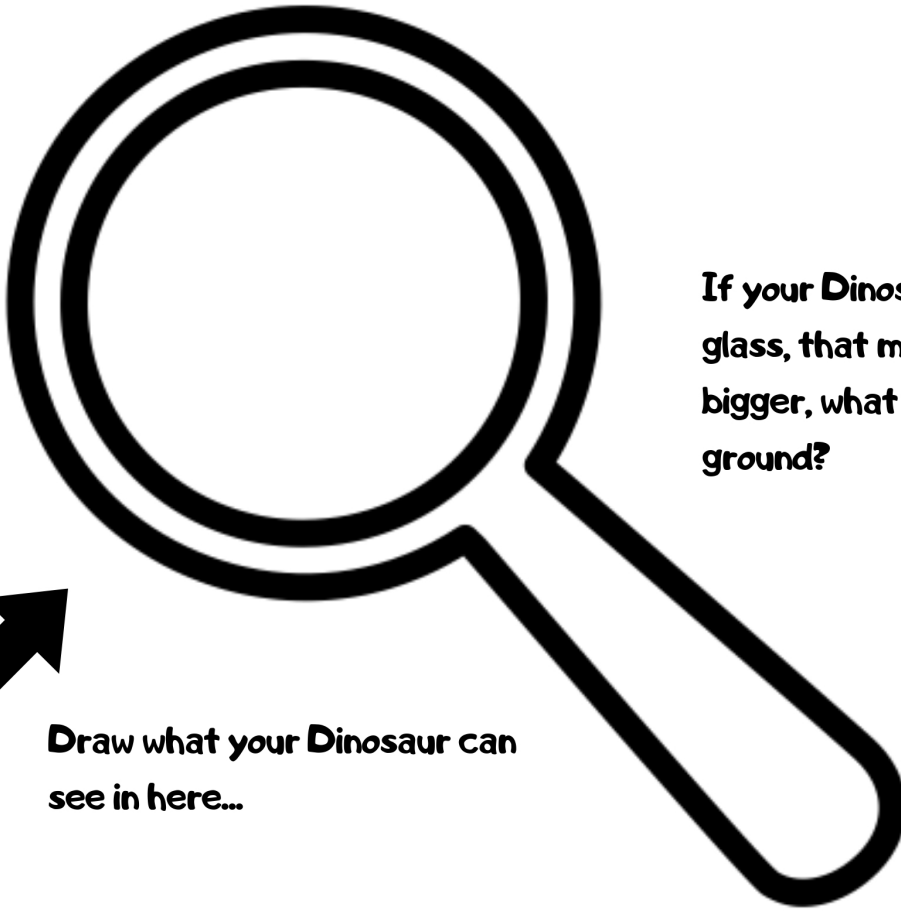 If your Dinos
glass, that m
bigger, what
ground?
Draw what your Dinosaur can
see in here...